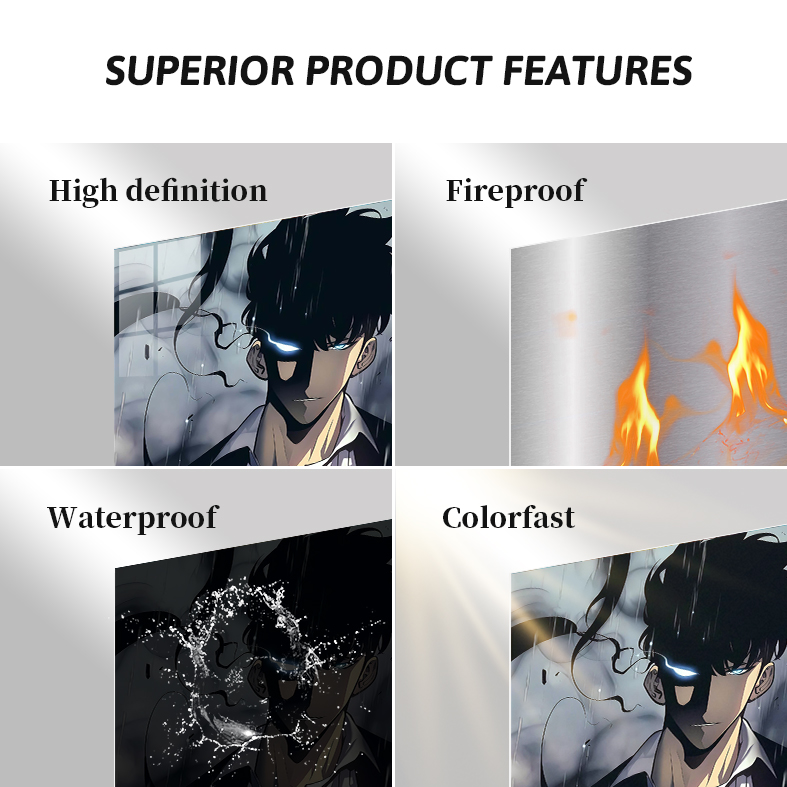 SUPERIOR PRODUCT FEATURES
High definition
Fireproof
Waterproof
Colorfast